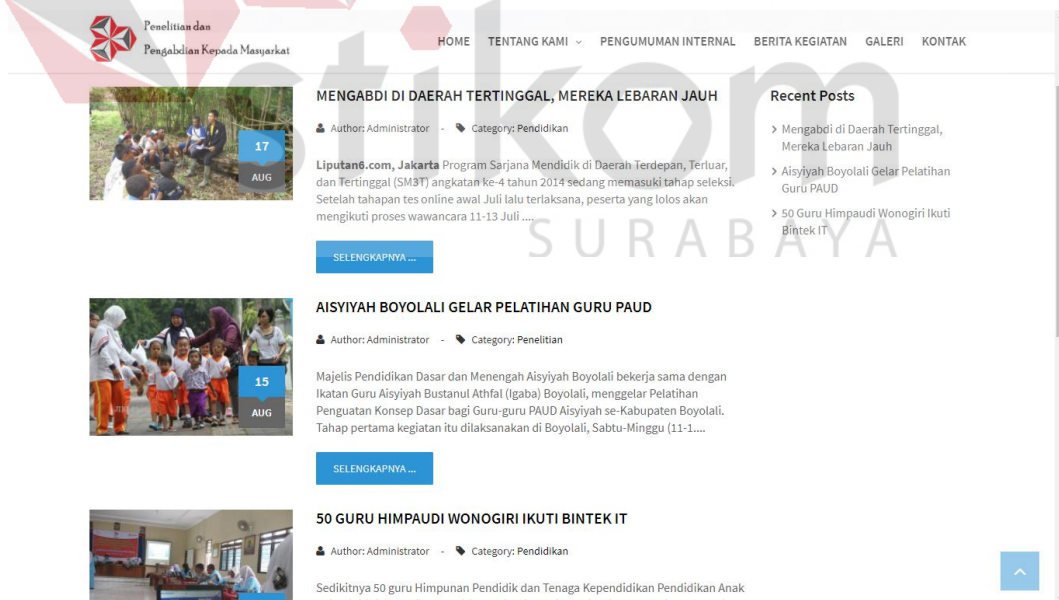 Penelitian dan
Pengabdian Kepada Masyarkat
HOME TENTANG KAMI PENGUMUMAN INTERNAL BERITA KEGIATAN GALERI KONTAK
stikom
SURABAYA
17
AUG
MENGABDI DI DAERAH TERTINGGAL, MEREKA LEBARAN JAUH
Author: Administrator - Category: Pendidikan
Liputan6.com, Jakarta Program Sarjana Mendidik di Daerah Terdepan, Terluar,
dan Tertinggal (SM3T) angkatan ke-4 tahun 2014 sedang memasuki tahap seleksi.
Setelah tahapan tes online awal Juli lalu terlaksana, peserta yang lolos akan
mengikuti proses wawancara 11-13 Juli ....
SELENGKAPNYA ...
Recent Posts
Mengabdi di Daerah Tertinggal,
Mereka Lebaran Jauh
Aisyiyah Boyolali Gelar Pelatihan
Guru PAUD
50 Guru Himpaudi Wonogiri Ikuti
Bintek IT
15
AUG
AISYIYAH BOYOLALI GELAR PELATIHAN GURU PAUD
Author: Administrator - Category: Penelitian
Majelis Pendidikan Dasar dan Menengah Aisyiyah Boyolali bekerja sama dengan
Ikatan Guru Aisyiyah Bustanul Athfal (Igaba) Boyolali, menggelar Pelatihan
Penguatan Konsep Dasar bagi Guru-guru PAUD Aisyiyah se-Kabupaten Boyolali.
Tahap pertama kegiatan itu dilaksanakan di Boyolali, Sabtu-Minggu (11-1....
SELENGKAPNYA ...
50 GURU HIMPAUDI WONOGIRI IKUTI BINTEK IT
Author: Administrator - Category: Pendidikan
Sedikitnya 50 guru Himpunan Pendidik dan Tenaga Kependidikan Pendidikan Anak